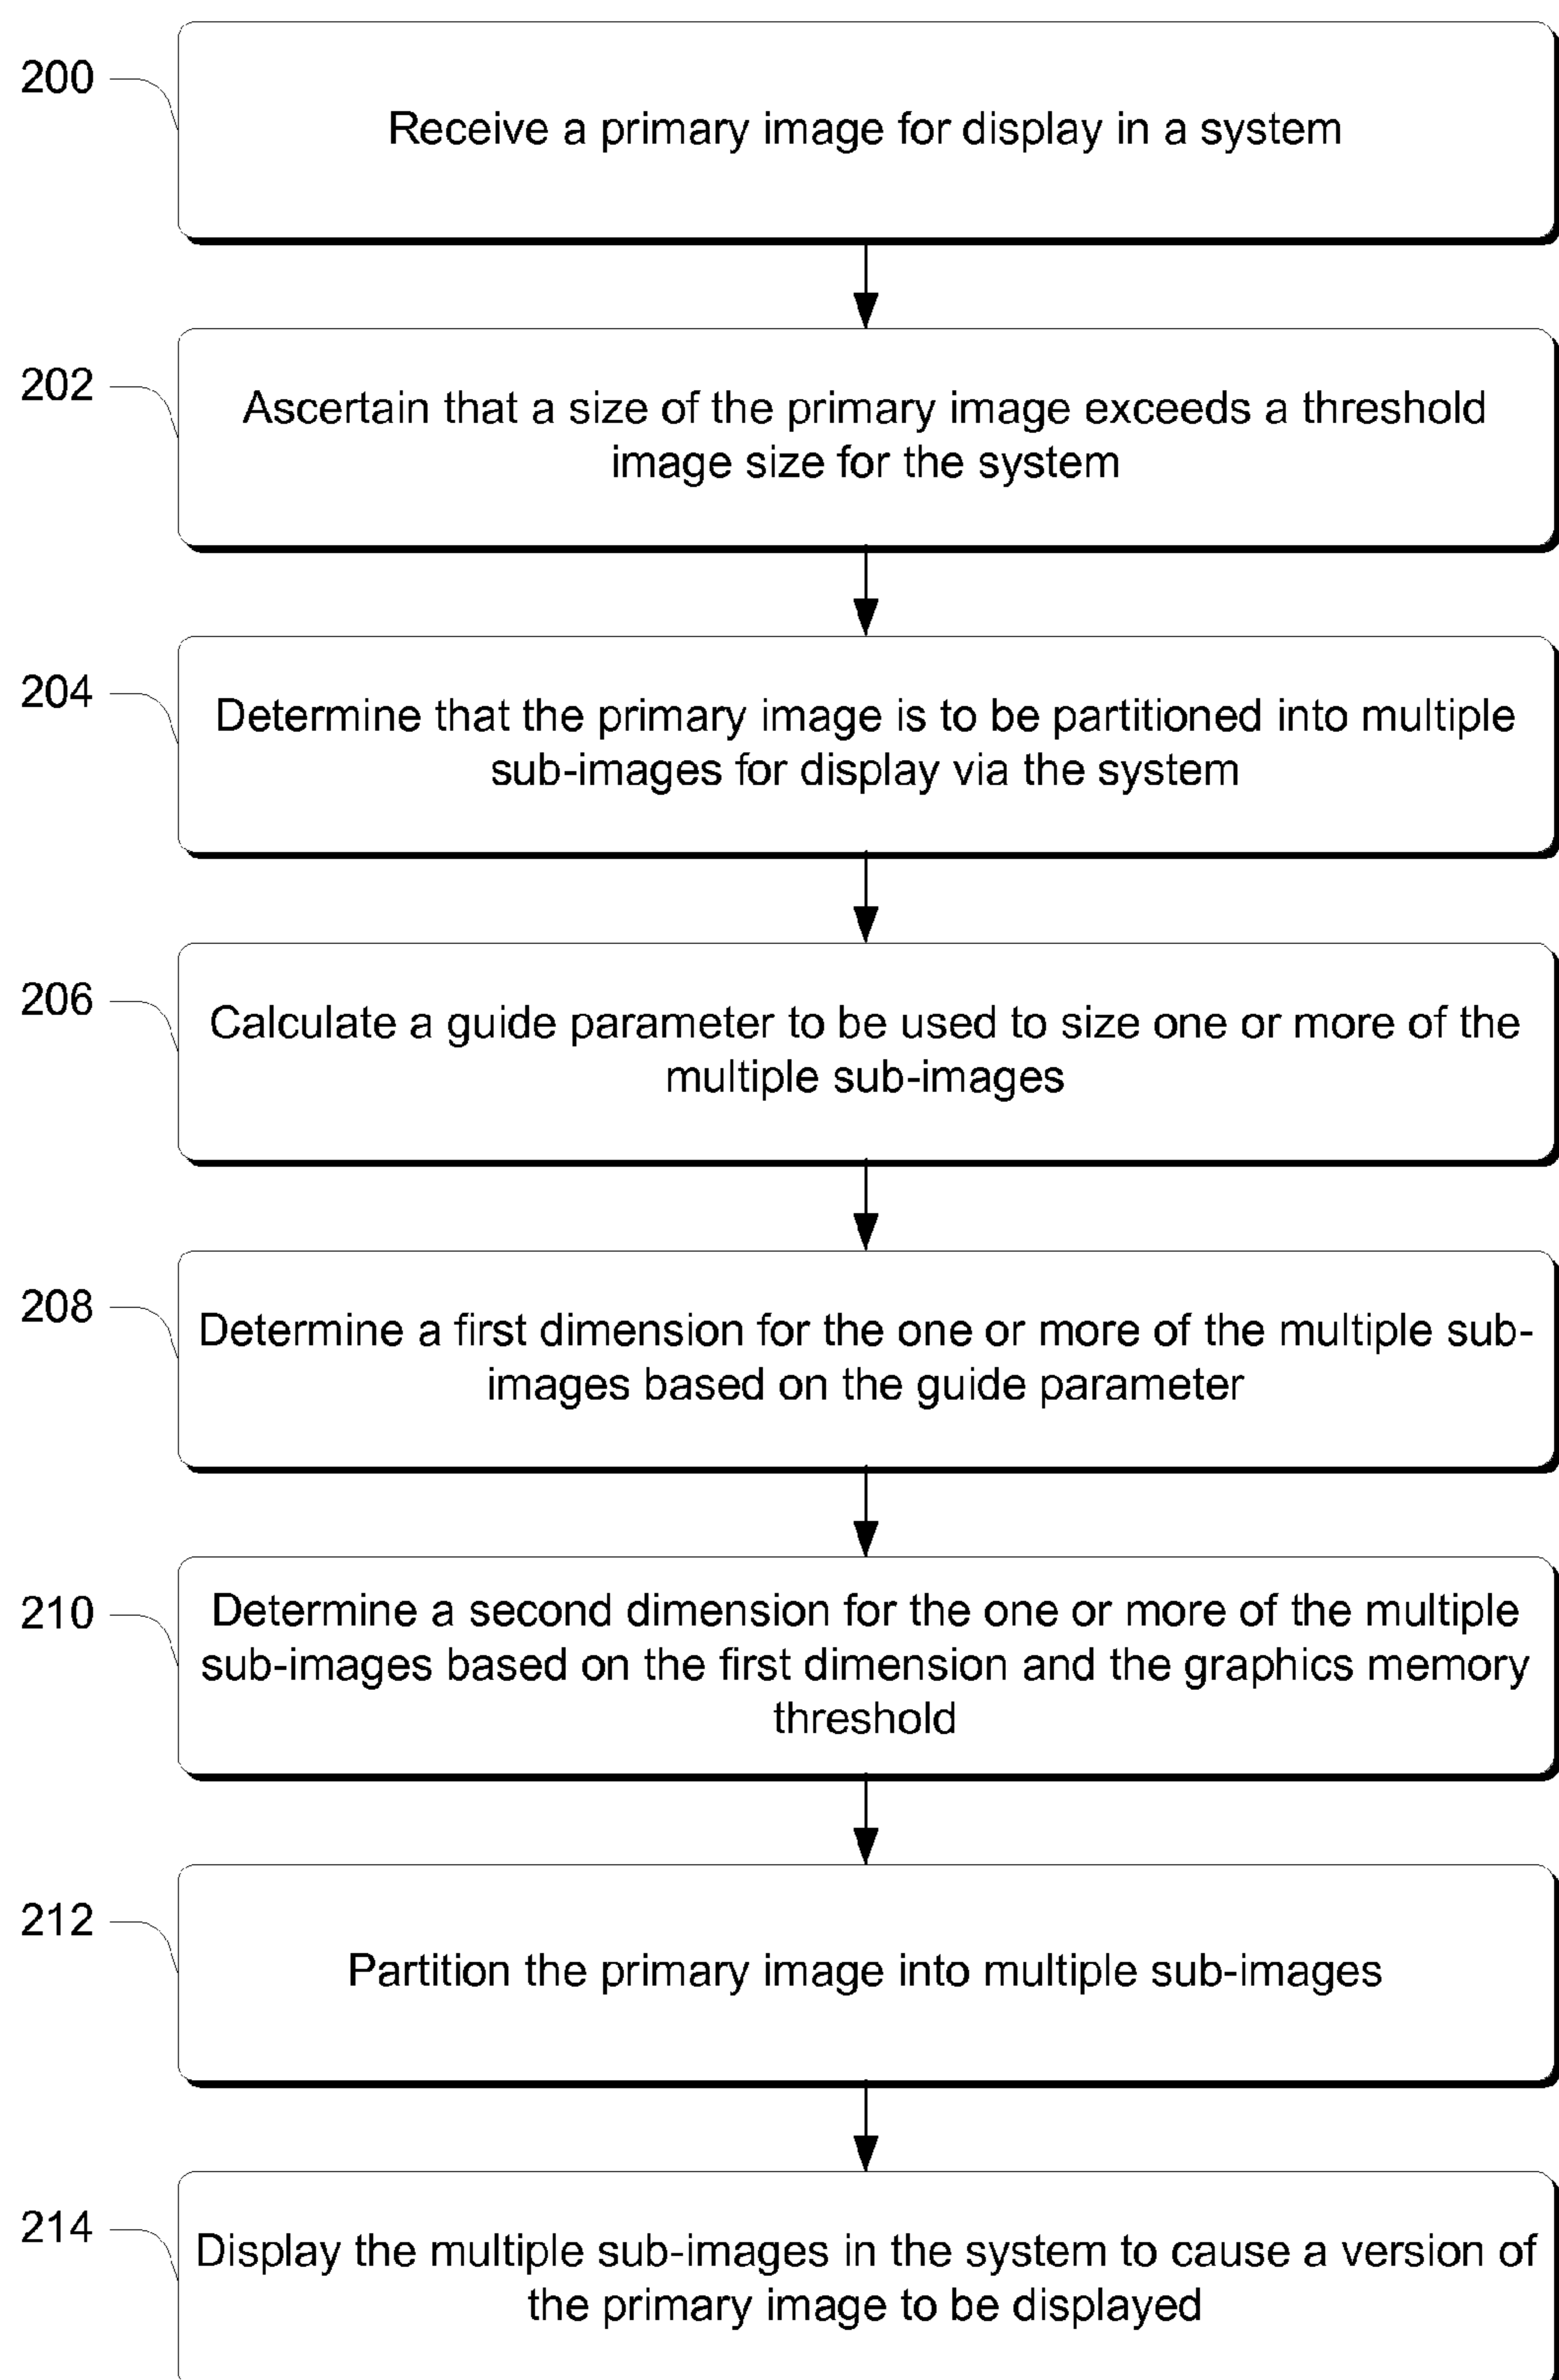 200
Receive a primary image for display in a system
202
Ascertain that a size of the primary image exceeds a threshold
image size for the system
204
Determine that the primary image is to be partitioned into multiple
sub-images for display via the system
206
Calculate a guide parameter to be used to size one or more of the
multiple sub-images
208
Determine a first dimension for the one or more of the multiple sub-
images based on the guide parameter
210
Determine a second dimension for the one or more of the multiple
sub-images based on the first dimension and the graphics memory
threshold
212
Partition the primary image into multiple sub-images
214
Display the multiple sub-images in the system to cause a version of
the primary image to be displayed